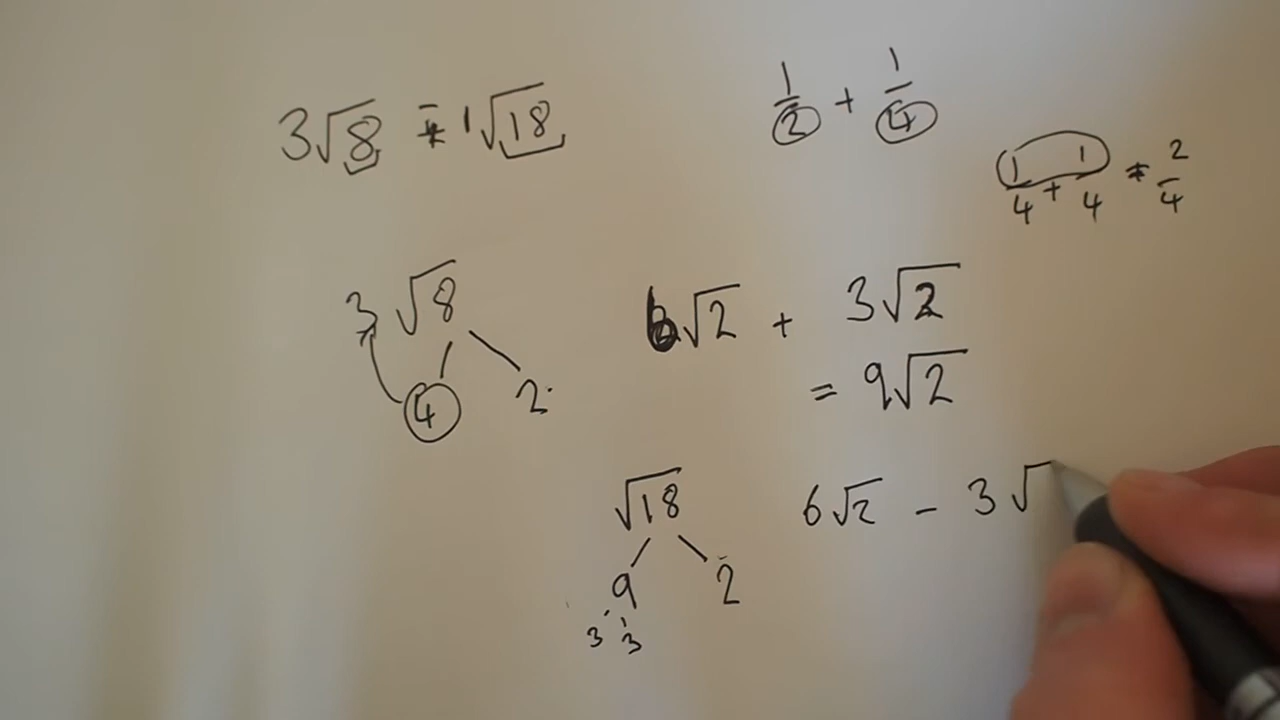 3√8 ∓ 1√18
1/2 + 1/4
1/4 + 1/4 = 2/4
3 √8
4 2
6√2 + 3√2
= 9√2
√18
9 2
3 3
6√2 - 3√